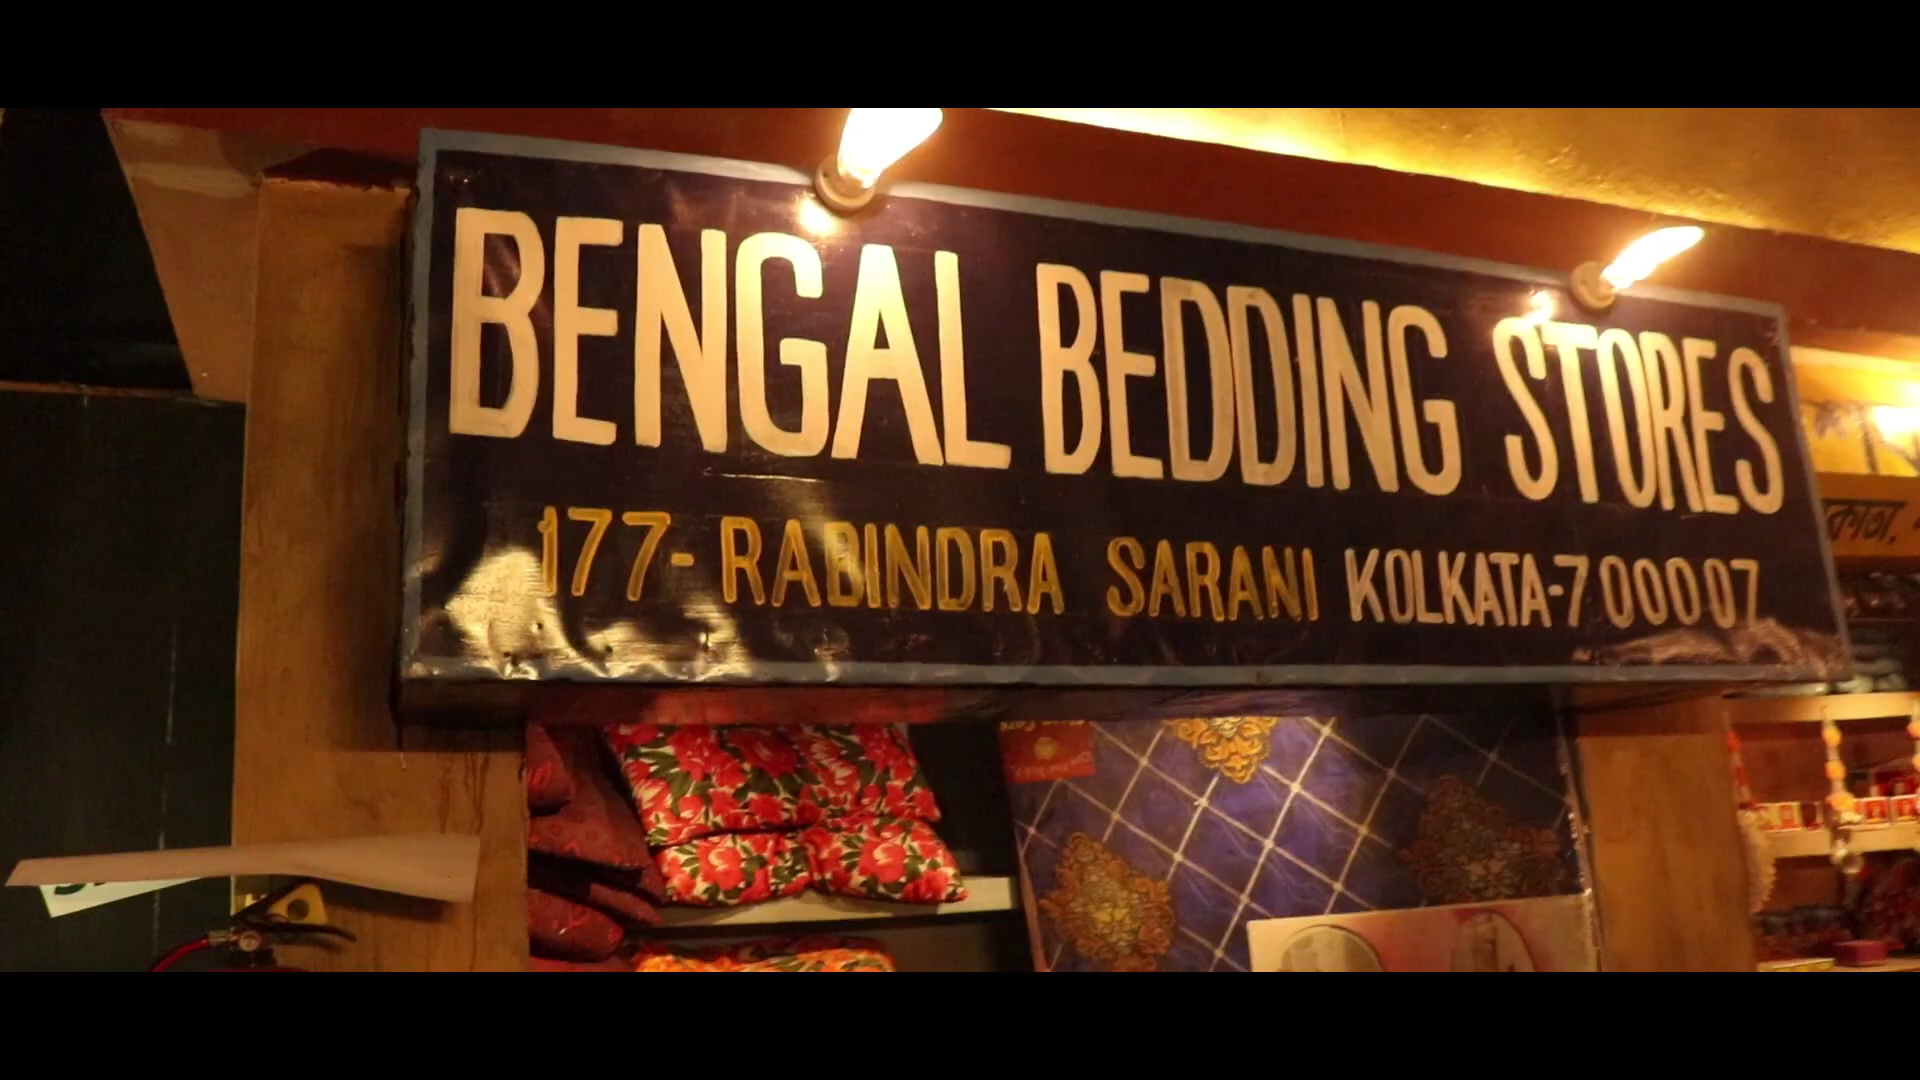 BENGAL BEDDING STORES
177- RABINDRA SARANI KOLKATA-700007